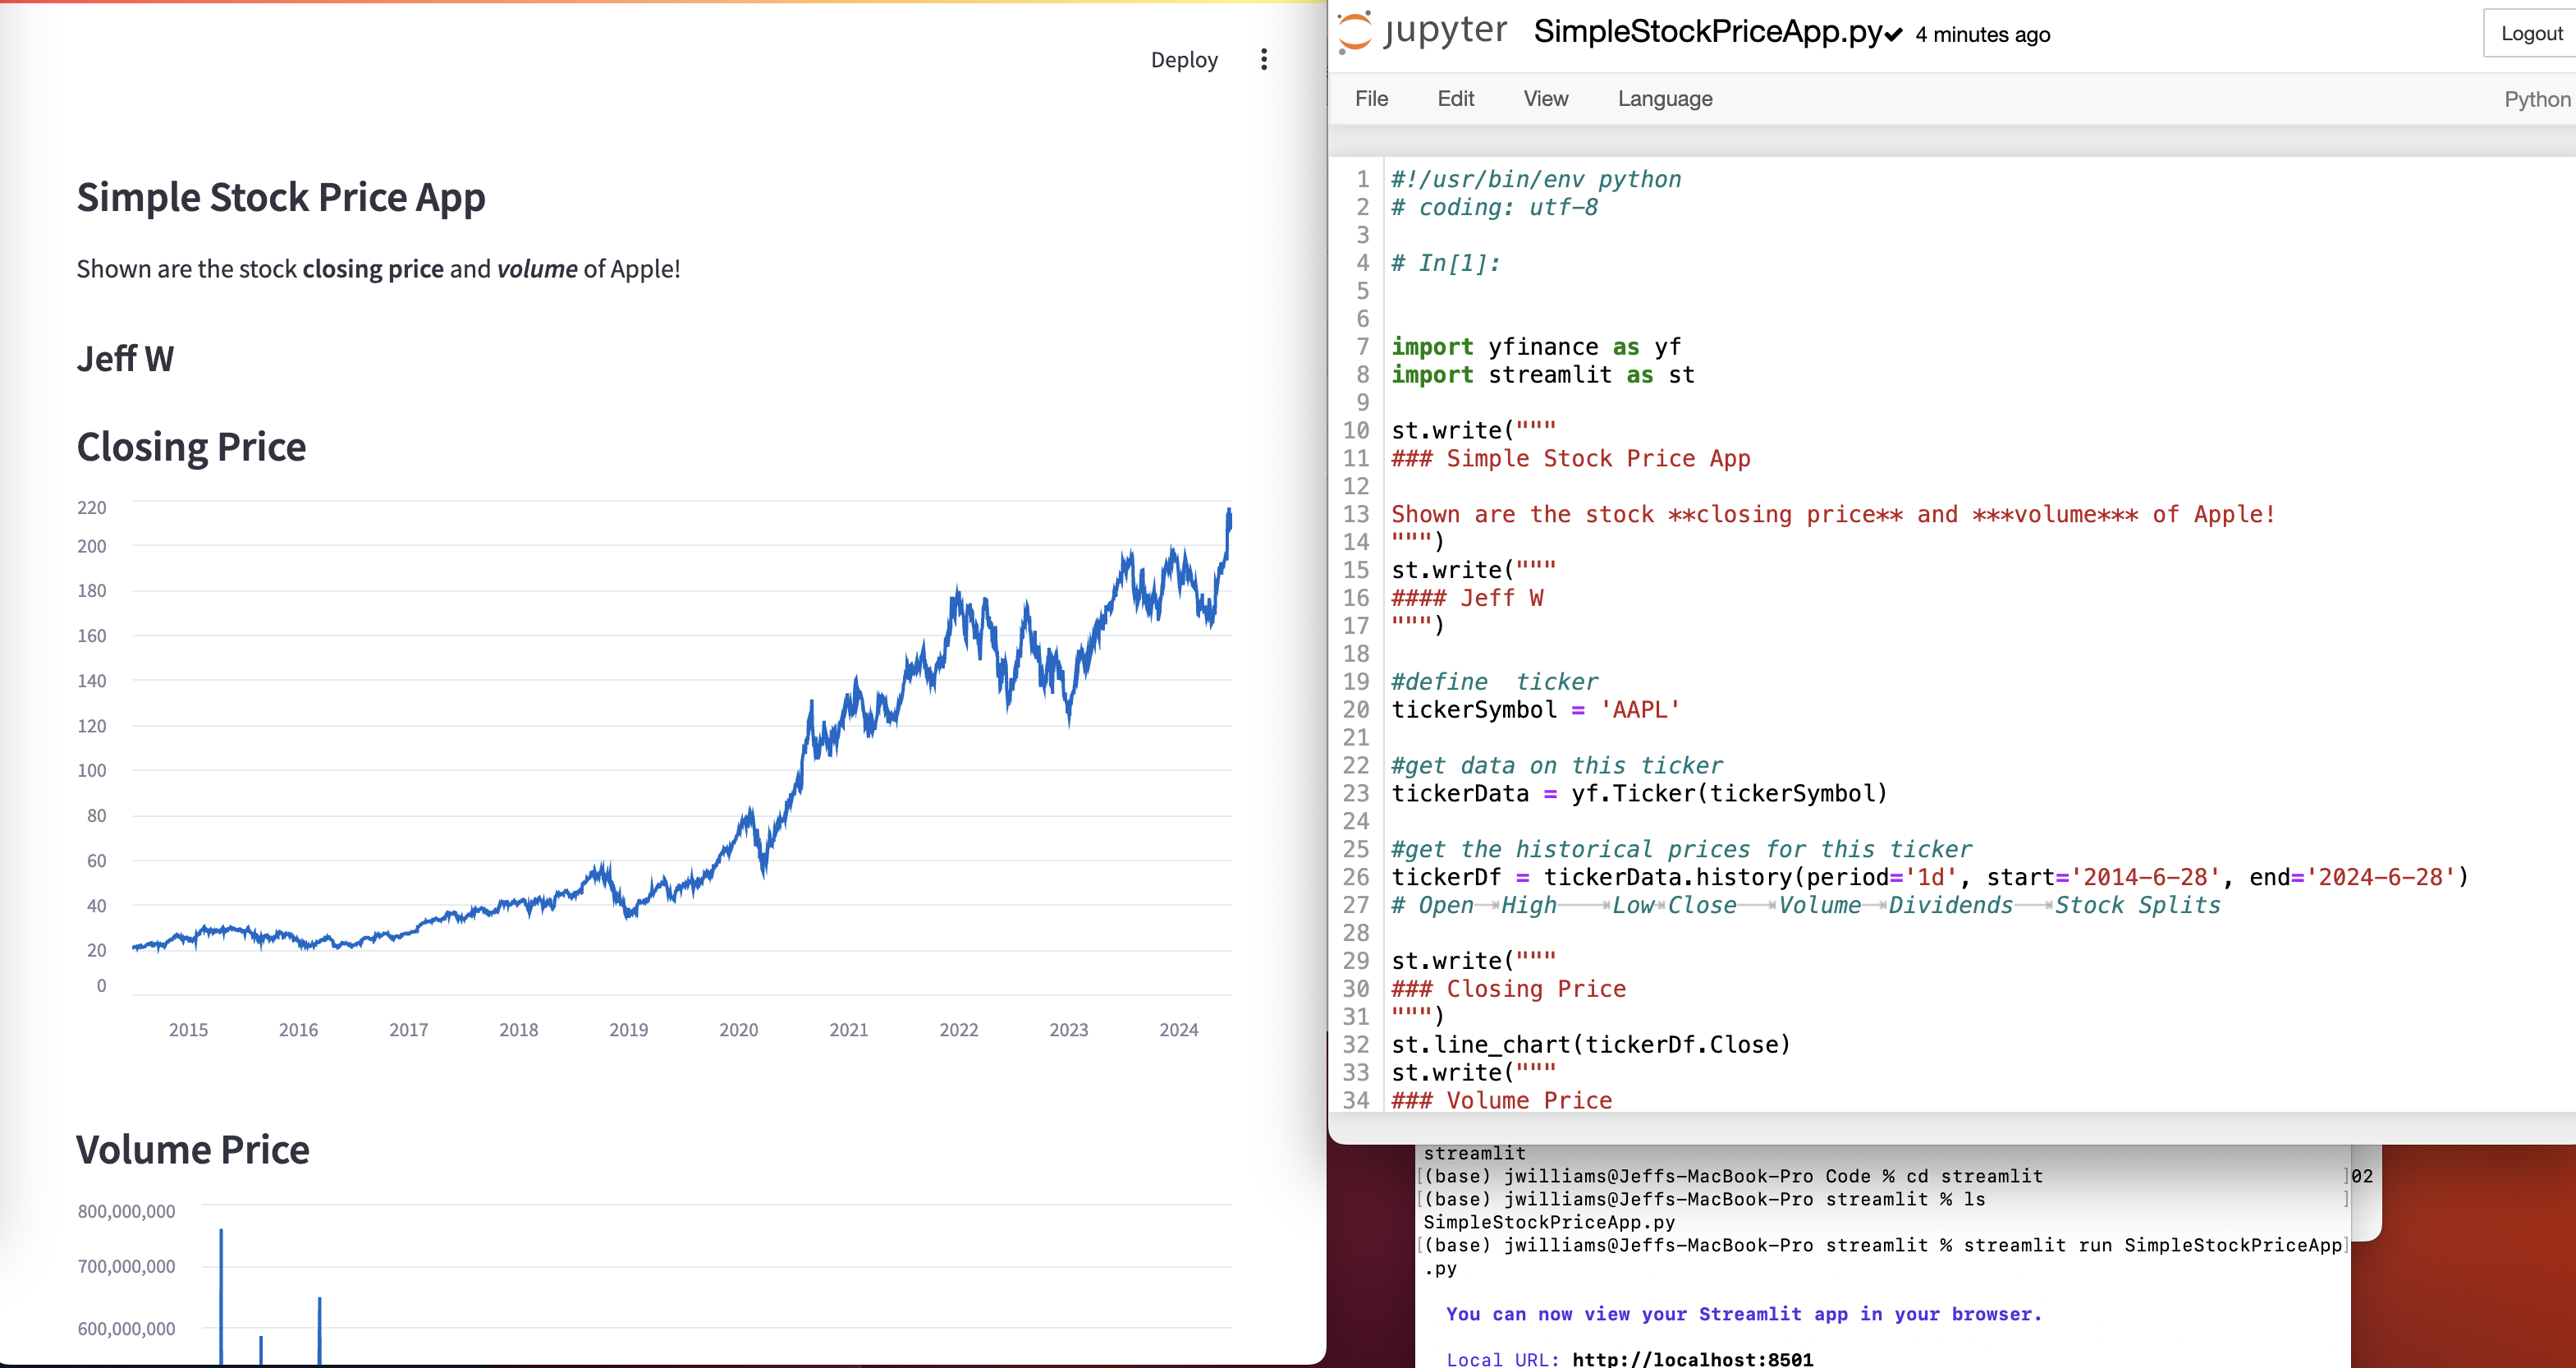 Deploy
Simple Stock Price App
Shown are the stock closing price and volume of Apple!
Jeff W
Closing Price
220
200
180
160
140
120
100
80
60
40
20
0
2015 2016 2017 2018 2019 2020 2021 2022 2023 2024
Volume Price
800,000,000
700,000,000
600,000,000
jupyter SimpleStockPriceApp.py✔ 4 minutes ago
Logout
File Edit View Language Python
1 #!/usr/bin/env python
2 # coding: utf-8
3
4 # In[1]:
5
6
7 import yfinance as yf
8 import streamlit as st
9
10 st.write("""
11 ### Simple Stock Price App
12
13 Shown are the stock **closing price** and ***volume*** of Apple!
14 """)
15 st.write("""
16 #### Jeff W
17 """)
18
19 #define  ticker
20 tickerSymbol = 'AAPL'
21
22 #get data on this ticker
23 tickerData = yf.Ticker(tickerSymbol)
24
25 #get the historical prices for this ticker
26 tickerDf = tickerData.history(period='1d', start='2014-6-28', end='2024-6-28')
27 # Open	High	Low	Close	Volume	Dividends	Stock Splits
28
29 st.write("""
30 ### Closing Price
31 """)
32 st.line_chart(tickerDf.Close)
33 st.write("""
34 ### Volume Price
streamlit
[(base) jwilliams@Jeffs-MacBook-Pro Code % cd streamlit ]02
[(base) jwilliams@Jeffs-MacBook-Pro streamlit % ls ]
SimpleStockPriceApp.py
[(base) jwilliams@Jeffs-MacBook-Pro streamlit % streamlit run SimpleStockPriceApp]
.py
You can now view your Streamlit app in your browser.
Local URL: http://localhost:8501